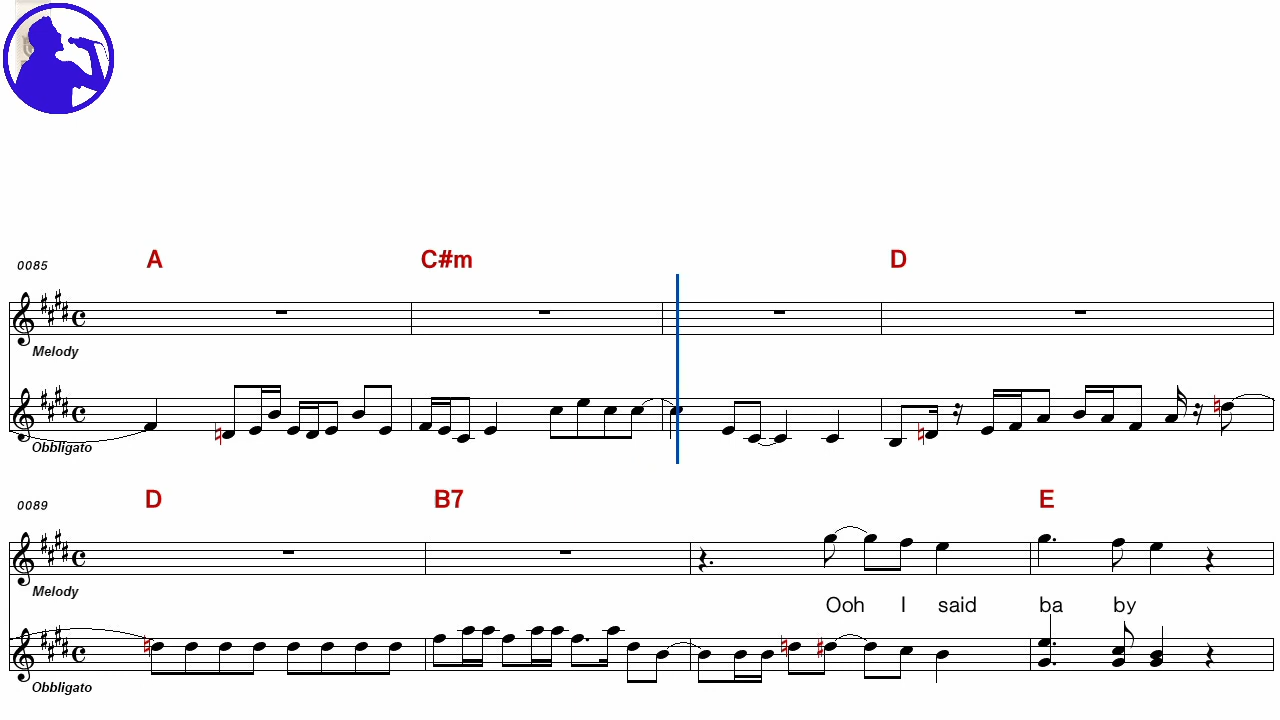 0085 A C#m D
Melody
Obbligato
0089 D B7 E
Melody
Ooh I said ba by
Obbligato